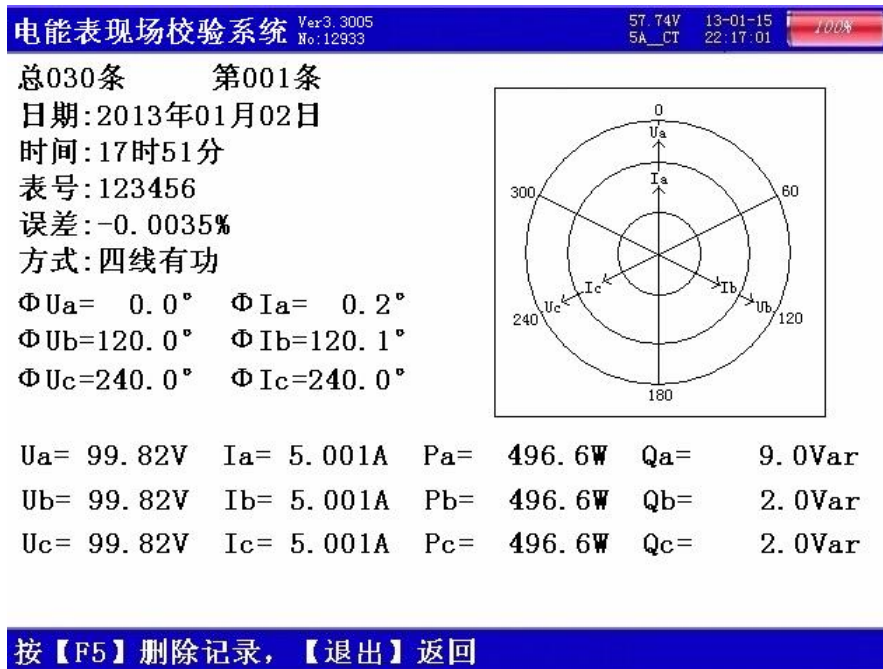 电能表现场校验系统 Ver3.3005 No:12933 57.74V 5A__CT 13-01-15 22:17:01 100%
总030条 第001条
日期:2013年01月02日
时间:17时51分
表号:123456
误差:-0.0035%
方式:四线有功
ΦUa= 0.0° ΦIa= 0.2°
ΦUb=120.0° ΦIb=120.1°
ΦUc=240.0° ΦIc=240.0°
0
Ua
Ia
300 60
Ic Ib
Uc Ub
240 120
180
Ua= 99.82V Ia= 5.001A Pa= 496.6W Qa= 9.0Var
Ub= 99.82V Ib= 5.001A Pb= 496.6W Qb= 2.0Var
Uc= 99.82V Ic= 5.001A Pc= 496.6W Qc= 2.0Var
按【F5】删除记录，【退出】返回